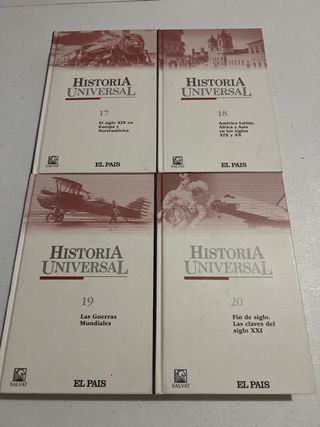 HISTORIA
UNIVERSAL
17
El siglo XIX en
Europa y
Norteamérica
SALVAT
EL PAIS
HISTORIA
UNIVERSAL
18
América Latina,
África y Asia
en los siglos
XIX y XX
SALVAT
EL PAIS
HISTORIA
UNIVERSAL
19
Las Guerras
Mundiales
SALVAT
EL PAIS
HISTORIA
UNIVERSAL
20
Fin de siglo.
Las claves del
siglo XXI
SALVAT
EL PAIS